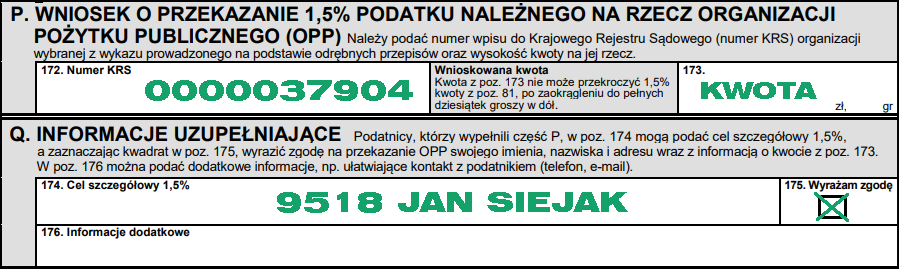 P. WNIOSEK O PRZEKAZANIE 1,5% PODATKU NALEŻNEGO NA RZECZ ORGANIZACJI
POŻYTKU PUBLICZNEGO (OPP) Należy podać numer wpisu do Krajowego Rejestru Sądowego (numer KRS) organizacji
wybranej z wykazu prowadzonego na podstawie odrębnych przepisów oraz wysokość kwoty na jej rzecz.
172. Numer KRS
0000037904
Wnioskowana kwota
Kwota z poz. 173 nie może przekroczyć 1,5%
kwoty z poz. 81, po zaokrągleniu do pełnych
dziesiątek groszy w dół.
173.
KWOTA
zł, gr
Q. INFORMACJE UZUPEŁNIAJĄCE Podatnicy, którzy wypełnili część P, w poz. 174 mogą podać cel szczegółowy 1,5%,
a zaznaczając kwadrat w poz. 175, wyrazić zgodę na przekazanie OPP swojego imienia, nazwiska i adresu wraz z informacją o kwocie z poz. 173.
W poz. 176 można podać dodatkowe informacje, np. ułatwiające kontakt z podatnikiem (telefon, e-mail).
174. Cel szczegółowy 1,5%
9518 JAN SIEJAK
175. Wyrażam zgodę
176. Informacje dodatkowe